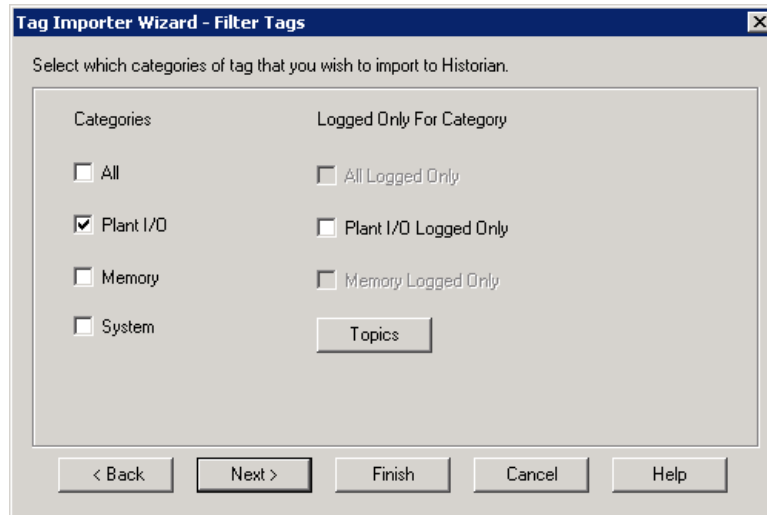 Tag Importer Wizard - Filter Tags
Select which categories of tag that you wish to import to Historian.
Categories Logged Only For Category
All All Logged Only
Plant I/O Plant I/O Logged Only
Memory Memory Logged Only
System Topics
< Back Next > Finish Cancel Help